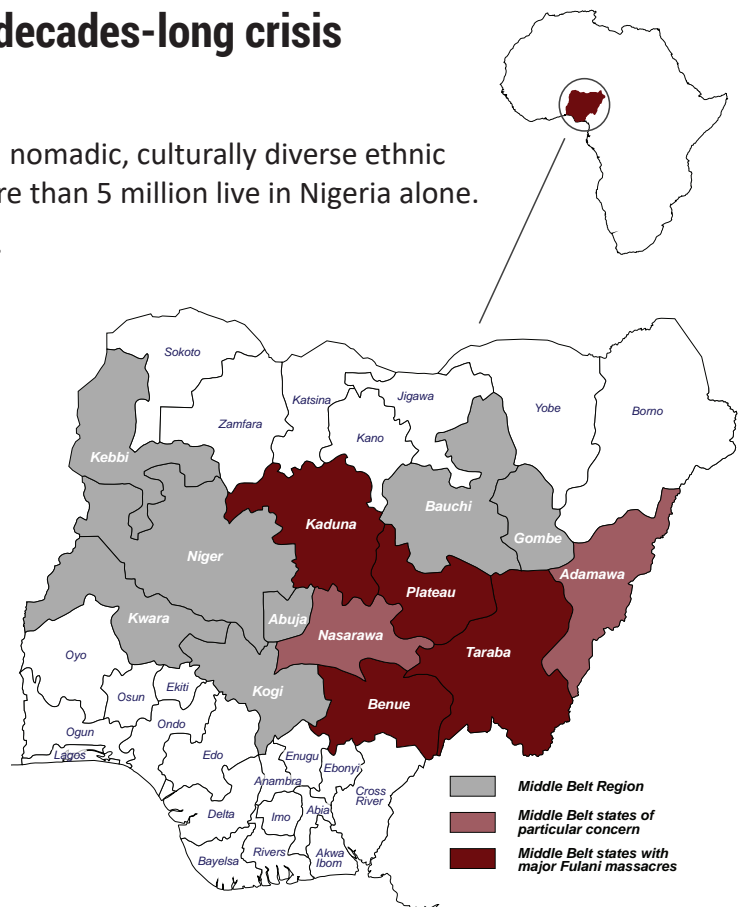 decades-long crisis
nomadic, culturally diverse ethnic
re than 5 million live in Nigeria alone.
Sokoto
Katsina
Jigawa
Yobe
Borno
Zamfara
Kano
Kebbi
Bauchi
Kaduna
Gombe
Niger
Adamawa
Plateau
Kwara
Abuja
Nasarawa
Taraba
Oyo
Kogi
Ekiti
Osun
Benue
Ondo
Ogun
Lagos
Edo
Enugu
Ebonyi
Anambra
Cross
River
Delta
Imo
Abia
Bayelsa
Rivers
Akwa
Ibom
Middle Belt Region
Middle Belt states of
particular concern
Middle Belt states with
major Fulani massacres